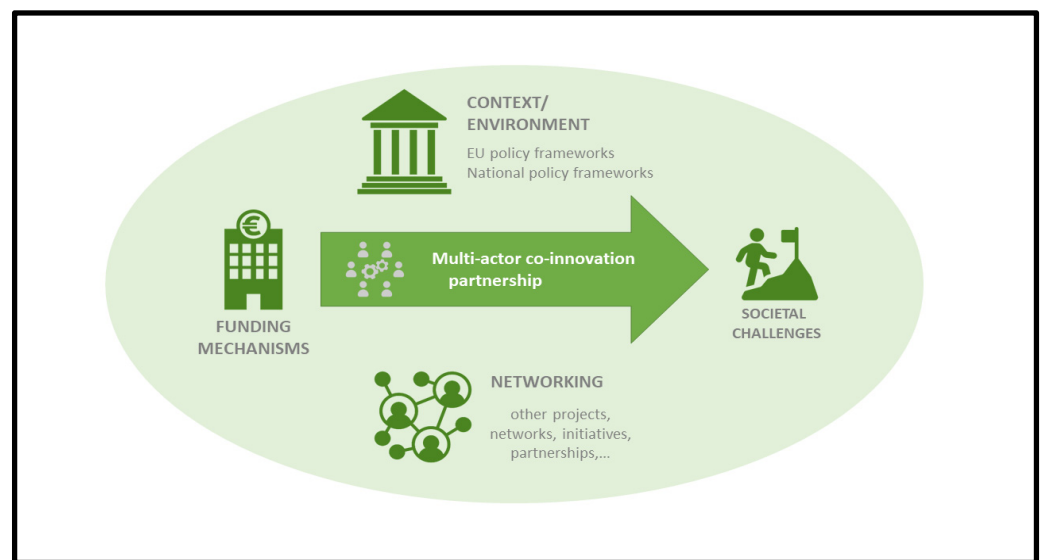 CONTEXT/
ENVIRONMENT
EU policy frameworks
National policy frameworks
€
Multi-actor co-innovation
partnership
FUNDING
MECHANISMS
SOCIETAL
CHALLENGES
NETWORKING
other projects,
networks, initiatives,
partnerships,...